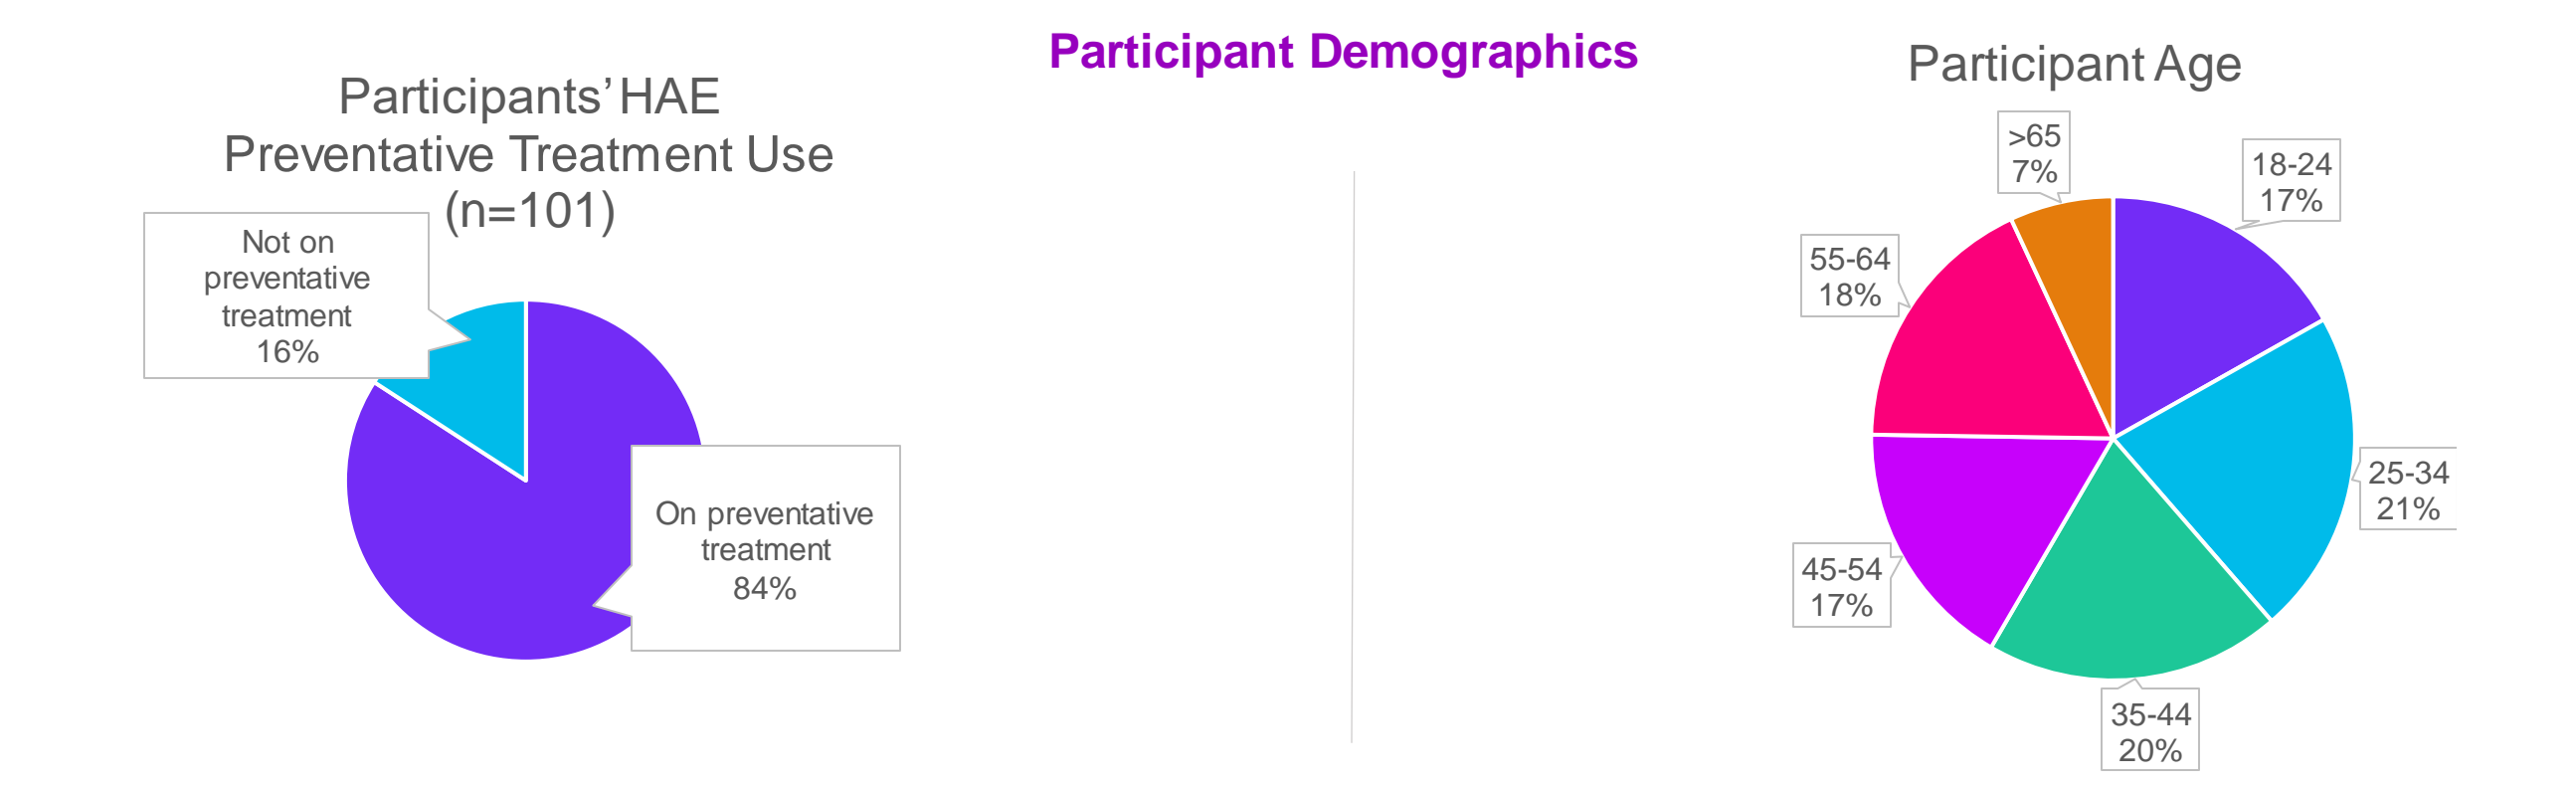 Participant Demographics
Participants’ HAE
Preventative Treatment Use
(n=101)
Not on
preventative
treatment
16%
On preventative
treatment
84%
Participant Age
>65
7%
18-24
17%
55-64
18%
25-34
21%
45-54
17%
35-44
20%